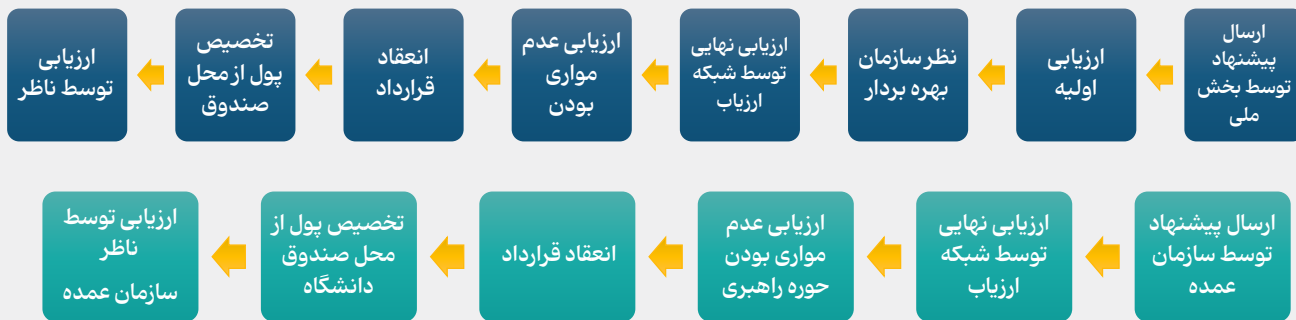 ارسال
پیشنهاد
توسط بخش
ملی
ارزیابی
اولیه
نظر سازمان
بهره بردار
ارزیابی نهایی
توسط شبکه
ارزیاب
ارزیابی عدم
مواری
بودن
انعقاد
قرارداد
تخصیص
پول از محل
صندوق
ارزیابی
توسط ناظر
ارسال پیشنهاد
توسط سازمان
عمده
ارزیابی نهایی
توسط شبکه
ارزیاب
ارزیابی عدم
مواری بودن
حوره راهبری
انعقاد قرارداد
تخصیص پول از
محل صندوق
دانشگاه
ارزیابی توسط
ناظر
سازمان عمده